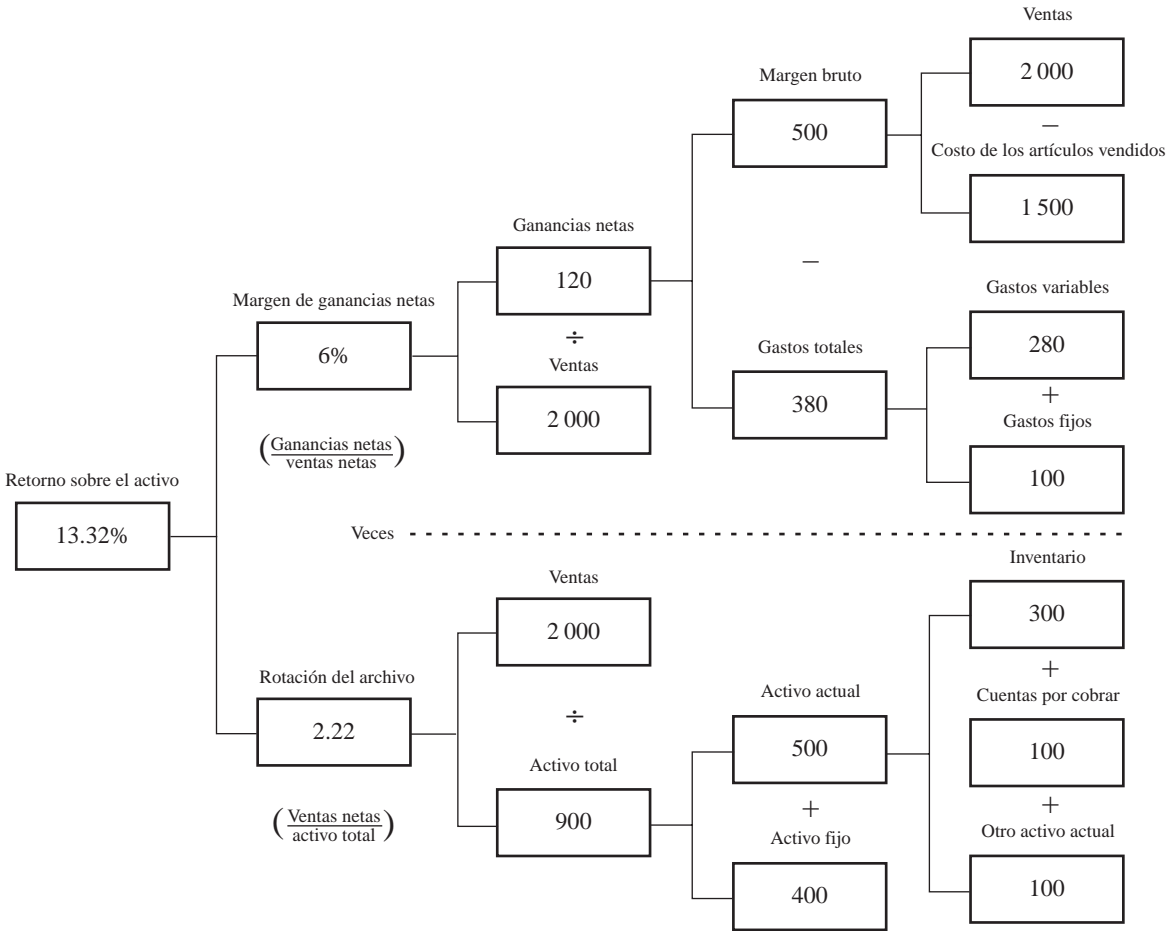 Ventas
2 000
Margen bruto
500
−
Costo de los artículos vendidos
1 500
Ganancias netas
120
−
Gastos variables
280
Margen de ganancias netas
6%
÷
Ventas
2 000
Gastos totales
380
+
Gastos fijos
100
(Ganancias netas
ventas netas)
Retorno sobre el activo
13.32%
Veces
Inventario
300
Ventas
2 000
+
Rotación del archivo
2.22
÷
Activo actual
500
Cuentas por cobrar
100
Activo total
900
+
+
(Ventas netas
activo total)
Activo fijo
400
Otro activo actual
100